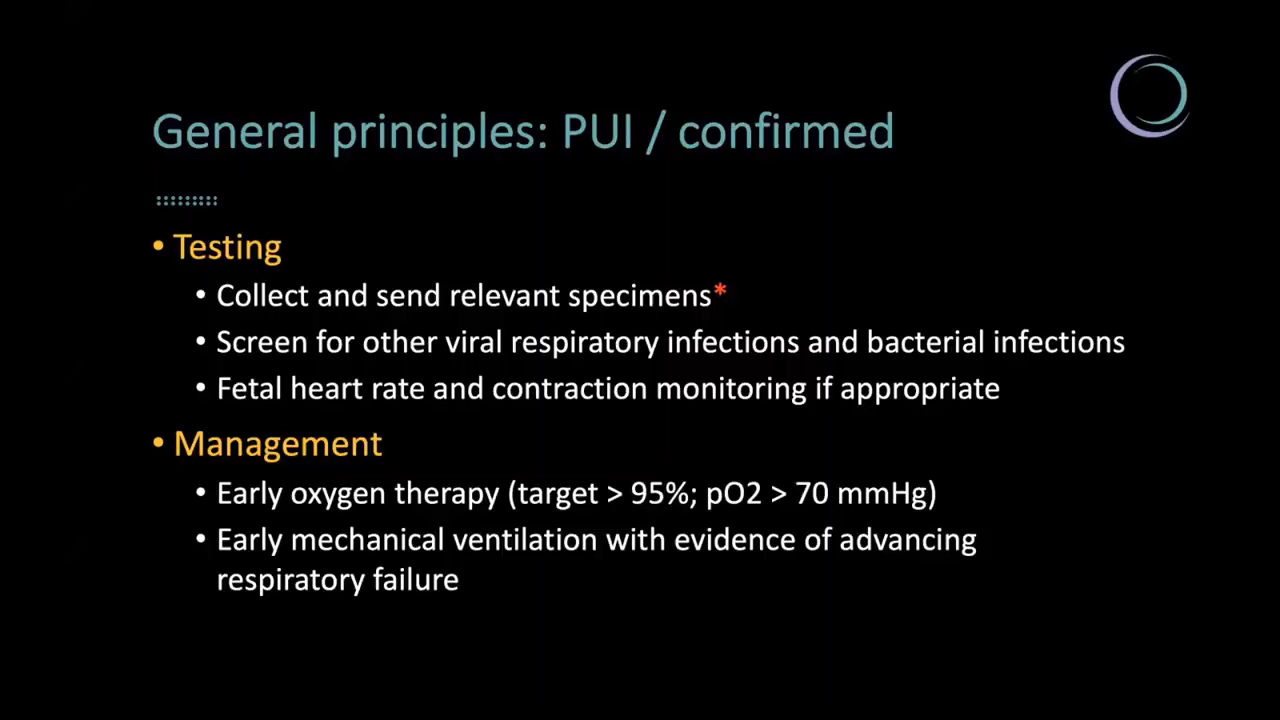 General principles: PUI / confirmed
• Testing
• Collect and send relevant specimens*
• Screen for other viral respiratory infections and bacterial infections
• Fetal heart rate and contraction monitoring if appropriate
• Management
• Early oxygen therapy (target > 95%; pO2 > 70 mmHg)
• Early mechanical ventilation with evidence of advancing
respiratory failure